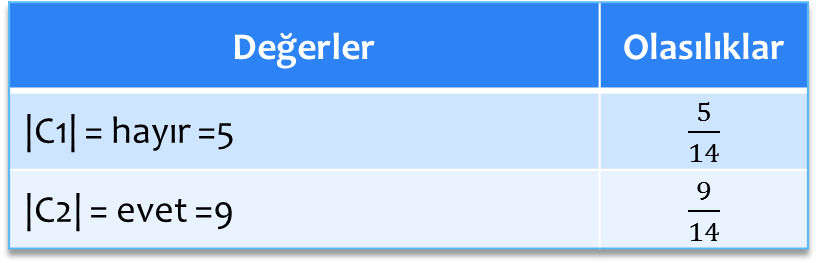 Değerler Olasılıklar
|C1| = hayır =5 5/14
|C2| = evet =9 9/14